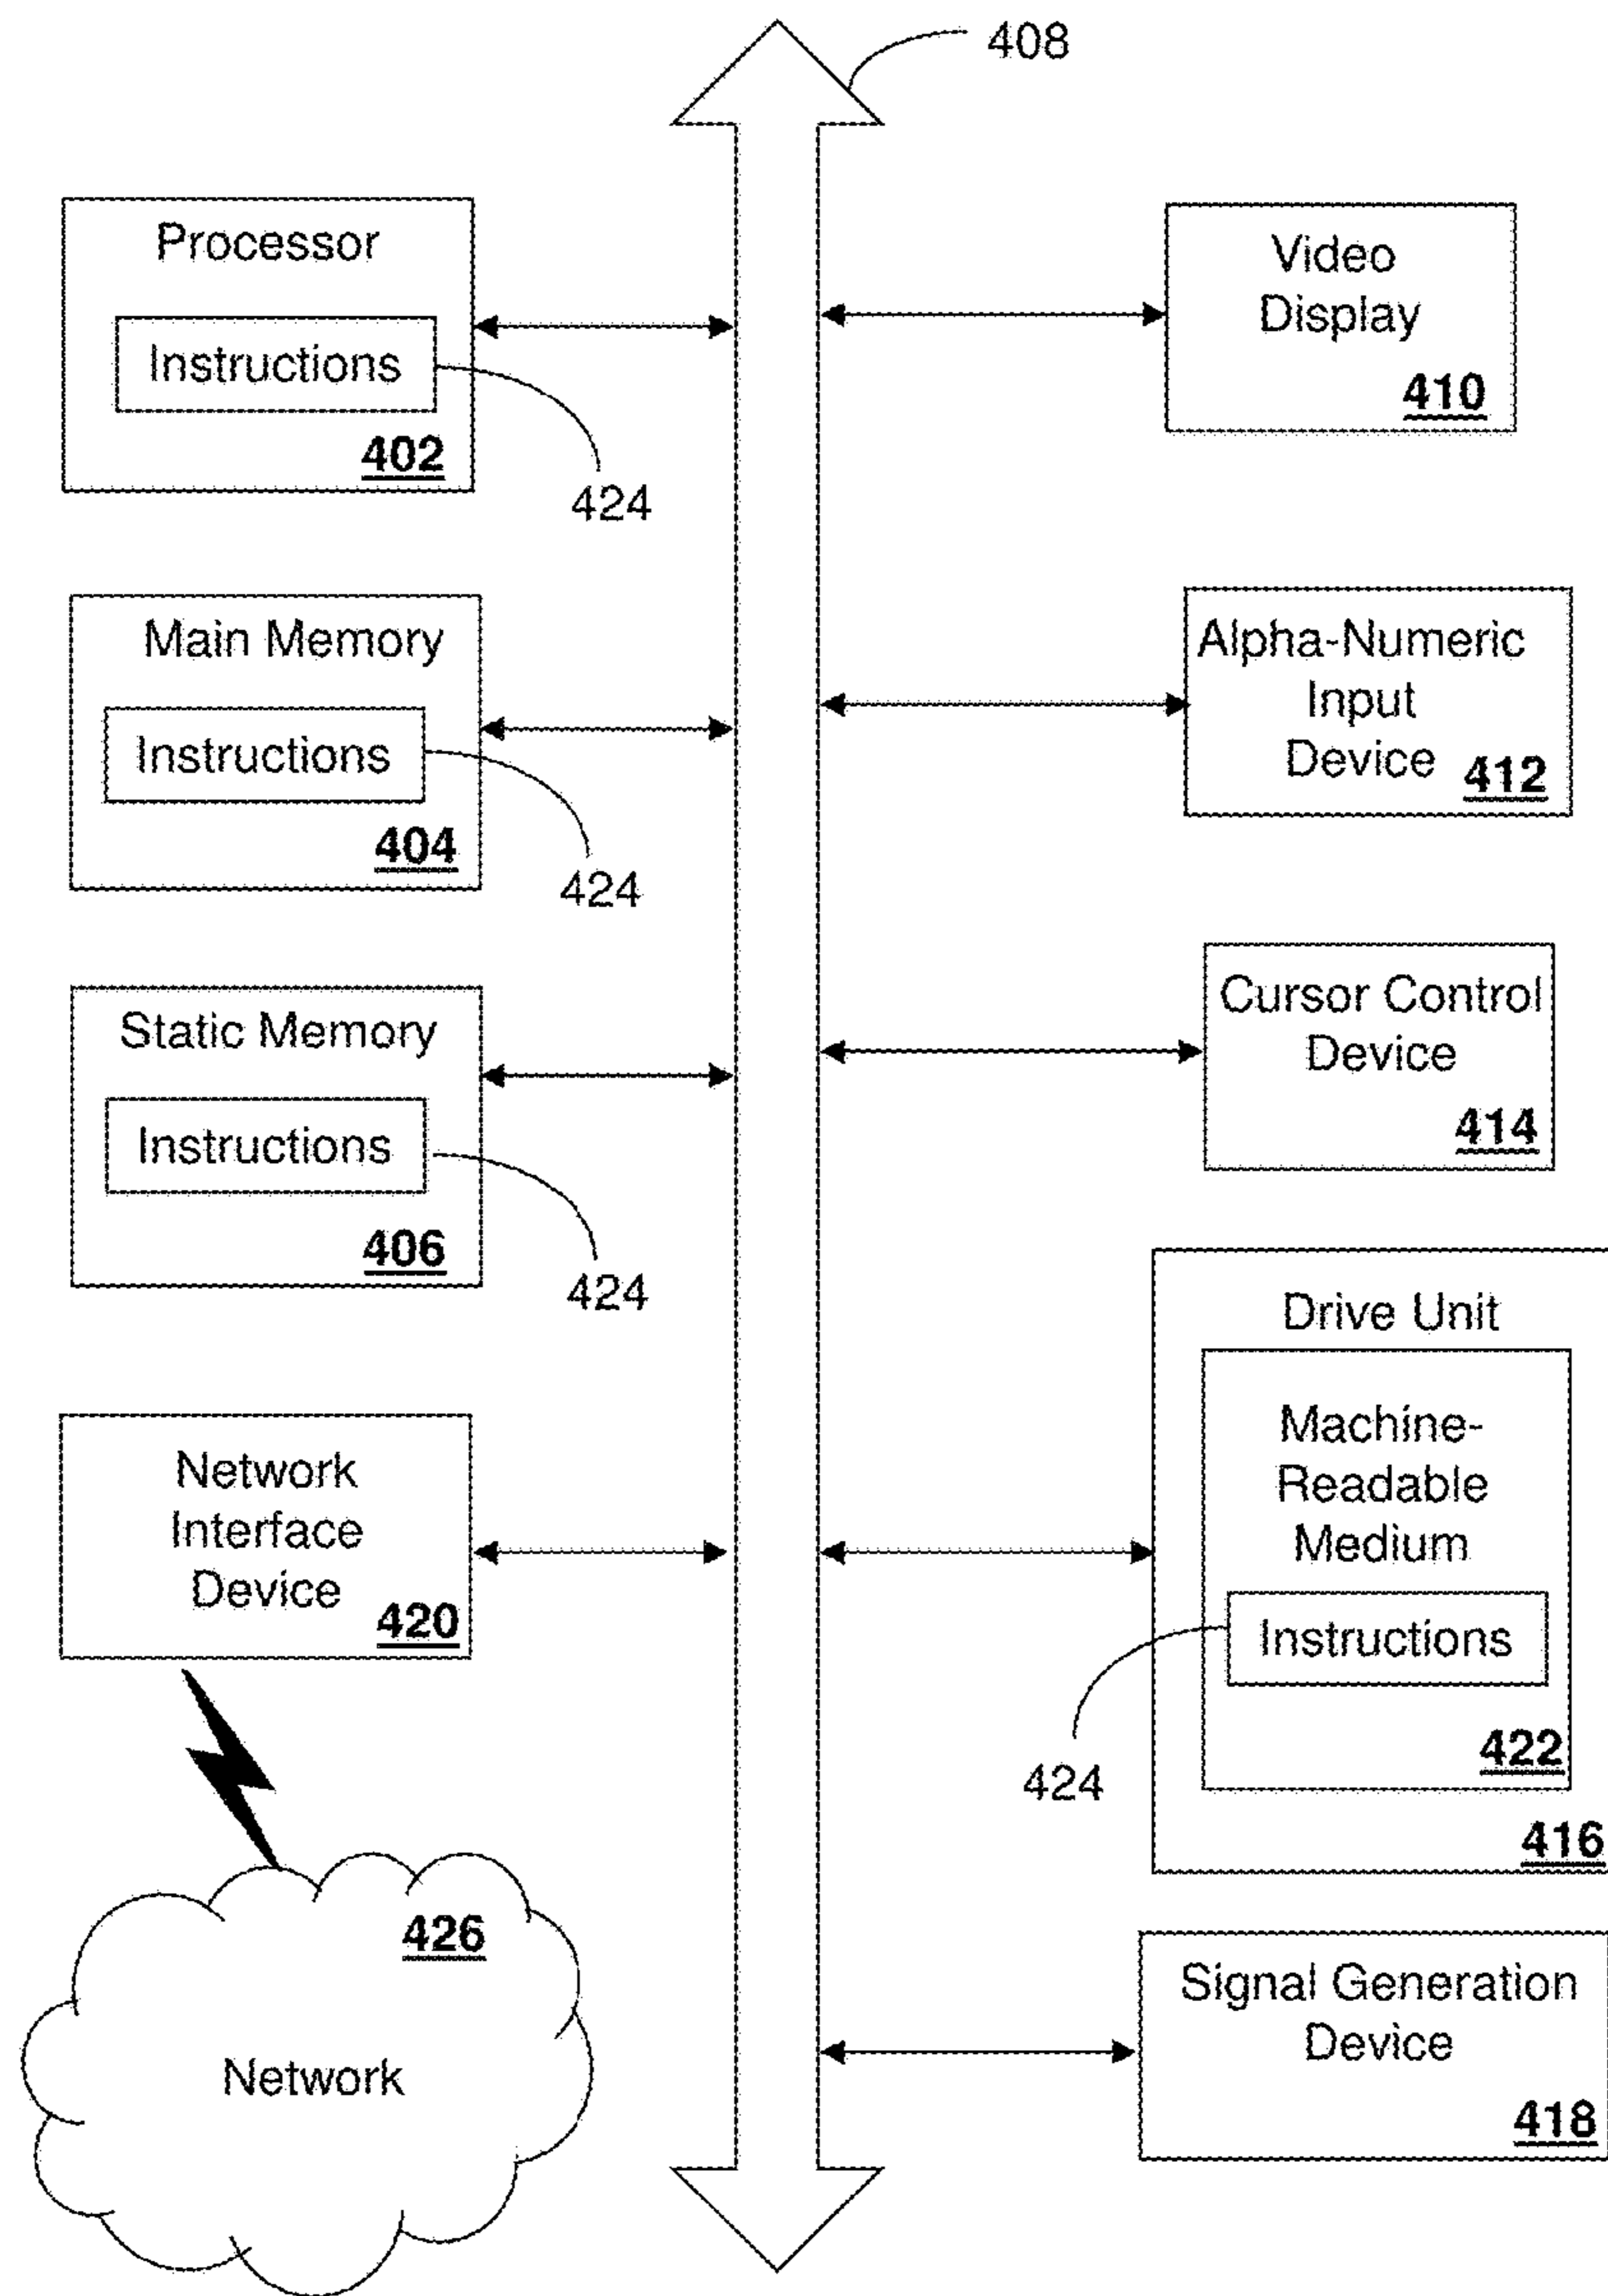 408
Processor
Instructions
402
424
Main Memory
Instructions
404
424
Static Memory
Instructions
406
424
Network
Interface
Device
420
426
Network
Video
Display
410
Alpha-Numeric
Input
Device
412
Cursor Control
Device
414
Drive Unit
Machine-
Readable
Medium
Instructions
424
422
416
Signal Generation
Device
418